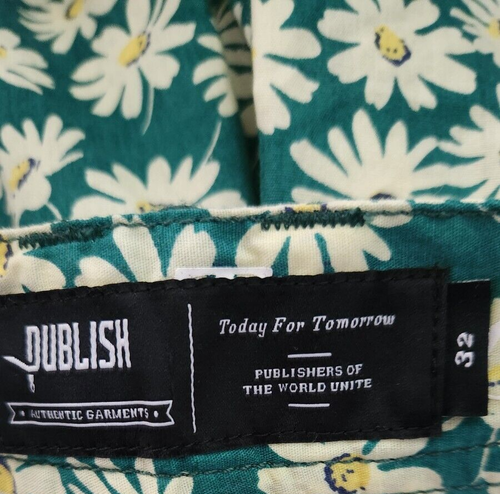 PUBLISH
AUTHENTIC GARMENTS
Today For Tomorrow
PUBLISHERS OF
THE WORLD UNITE
32